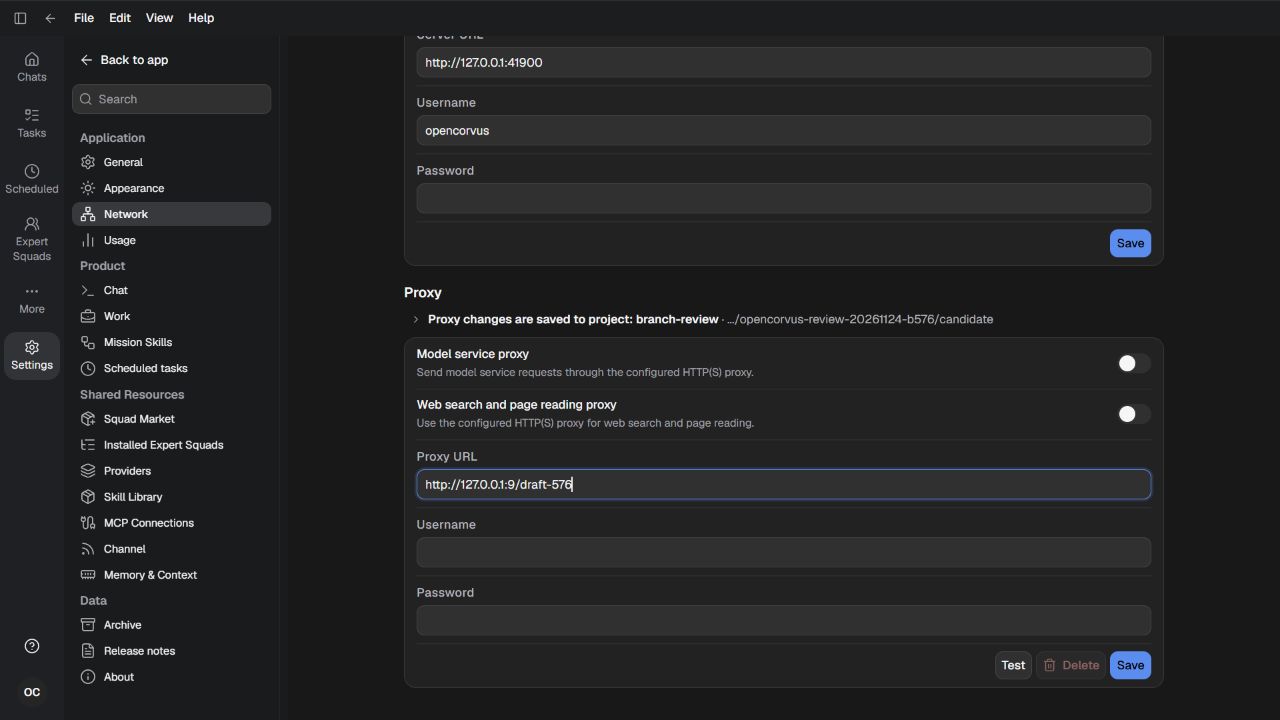 File Edit View Help
Chats
Tasks
Scheduled
Expert
Squads
More
Settings
OC
Back to app
Search
Application
General
Appearance
Network
Usage
Product
Chat
Work
Mission Skills
Scheduled tasks
Shared Resources
Squad Market
Installed Expert Squads
Providers
Skill Library
MCP Connections
Channel
Memory & Context
Data
Archive
Release notes
About
Server URL
http://127.0.0.1:41900
Username
opencorvus
Password
Save
Proxy
Proxy changes are saved to project: branch-review · .../opencorvus-review-20261124-b576/candidate
Model service proxy
Send model service requests through the configured HTTP(S) proxy.
Web search and page reading proxy
Use the configured HTTP(S) proxy for web search and page reading.
Proxy URL
http://127.0.0.1:9/draft-576
Username
Password
Test Delete Save